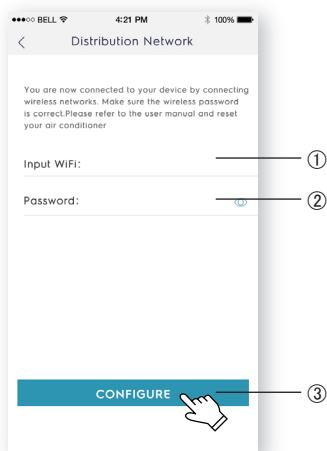 BELL 4:21 PM 100%
Distribution Network
You are now connected to your device by connecting
wireless networks. Make sure the wireless password
is correct.Please refer to the user manual and reset
your air conditioner
Input WiFi: ①
Password: ②
CONFIGURE ③